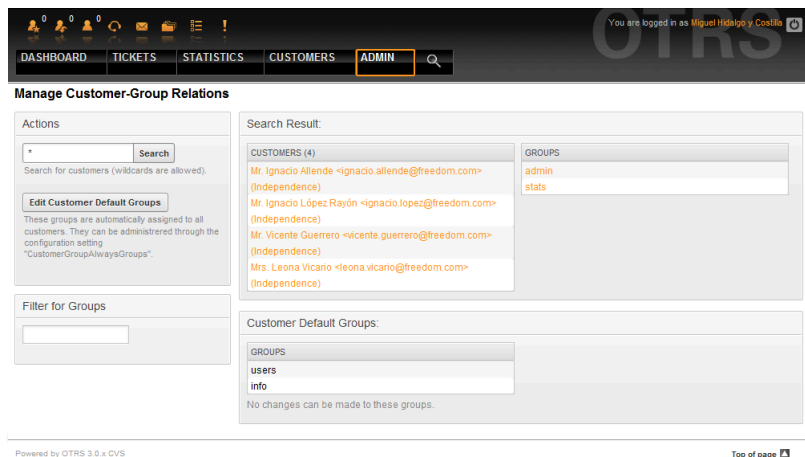 0 0 0
You are logged in as Miguel Hidalgo y Costilla
OTRS
DASHBOARD TICKETS STATISTICS CUSTOMERS ADMIN
Manage Customer-Group Relations
Actions
*
Search
Search for customers (wildcards are allowed).
Edit Customer Default Groups
These groups are automatically assigned to all
customers. They can be administrered through the
configuration setting
"CustomerGroupAlwaysGroups".
Filter for Groups
Search Result:
CUSTOMERS (4)
Mr. Ignacio Allende <ignacio.allende@freedom.com>
(Independence)
Mr. Ignacio López Rayón <ignacio.lopez@freedom.com>
(Independence)
Mr. Vicente Guerrero <vicente.guerrero@freedom.com>
(Independence)
Mrs. Leona Vicario <leona.vicario@freedom.com>
(Independence)
GROUPS
admin
stats
Customer Default Groups:
GROUPS
users
info
No changes can be made to these groups.
Powered by OTRS 3.0.x CVS
Top of page